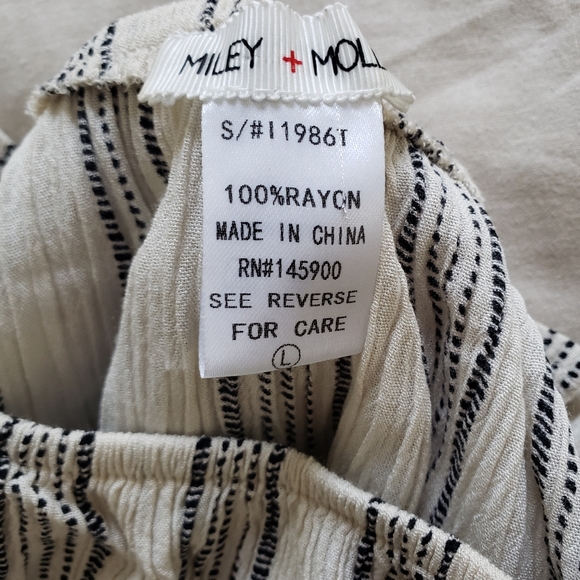 MILEY + MOLL
S/#I1986T
100%RAYON
MADE IN CHINA
RN#145900
SEE REVERSE
FOR CARE
L